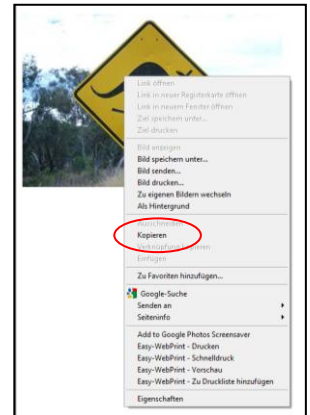 Link öffnen
Link in neuer Registerkarte öffnen
Link in neuem Fenster öffnen
Ziel speichern unter...
Ziel drucken
Bild anzeigen
Bild speichern unter...
Bild senden...
Bild drucken...
Zu eigenen Bildern wechseln
Als Hintergrund
Ausschneiden
Kopieren
Verknüpfung kopieren
Einfügen
Zu Favoriten hinzufügen...
Google-Suche
Senden an
Seiteninfo
Add to Google Photos Screensaver
Easy-WebPrint - Drucken
Easy-WebPrint - Schnelldruck
Easy-WebPrint - Vorschau
Easy-WebPrint - Zu Druckliste hinzufügen
Eigenschaften